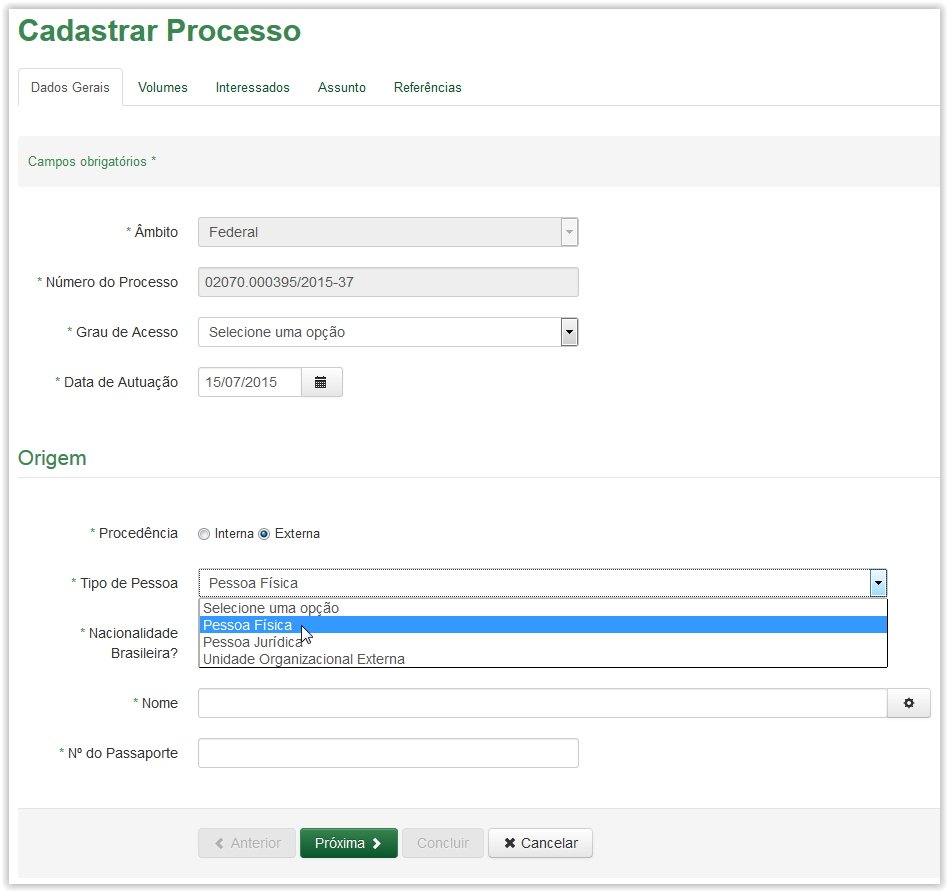 Cadastrar Processo
Dados Gerais Volumes Interessados Assunto Referências
Campos obrigatórios *
* Âmbito Federal
* Número do Processo 02070.000395/2015-37
* Grau de Acesso Selecione uma opção
* Data de Autuação 15/07/2015
Origem
* Procedência Interna Externa
* Tipo de Pessoa Pessoa Física
Selecione uma opção
Pessoa Física
Pessoa Jurídica
Unidade Organizacional Externa
* Nacionalidade
Brasileira?
* Nome
* Nº do Passaporte
Anterior Próxima Concluir Cancelar